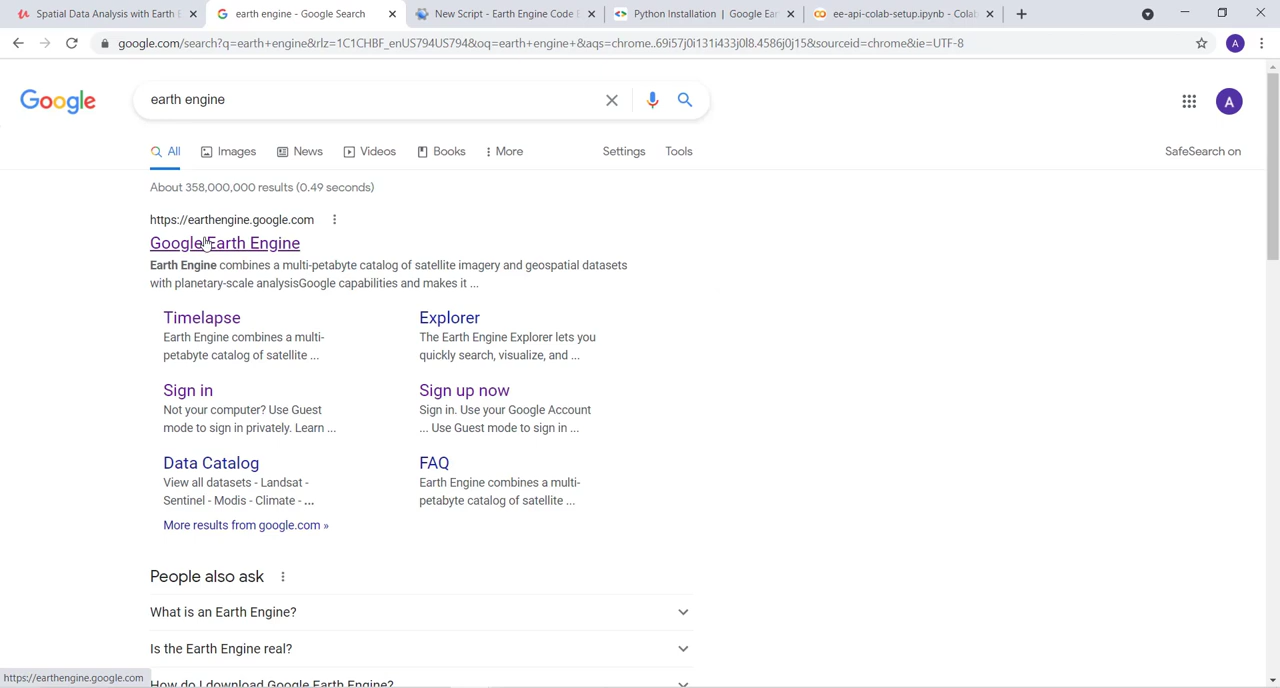 Spatial Data Analysis with Earth E
earth engine - Google Search
New Script - Earth Engine Code E
Python Installation | Google Ear
ee-api-colab-setup.ipynb - Colab
google.com/search?q=earth+engine&rlz=1C1CHBF_enUS794US794&oq=earth+engine+&aqs=chrome..69i57j0i131i433j0l8.4586j0j15&sourceid=chrome&ie=UTF-8
A
Google
earth engine
A
All
Images
News
Videos
Books
More
Settings
Tools
SafeSearch on
About 358,000,000 results (0.49 seconds)
https://earthengine.google.com
Google Earth Engine
Earth Engine combines a multi-petabyte catalog of satellite imagery and geospatial datasets
with planetary-scale analysisGoogle capabilities and makes it ...
Timelapse
Earth Engine combines a multi-
petabyte catalog of satellite ...
Explorer
The Earth Engine Explorer lets you
quickly search, visualize, and ...
Sign in
Not your computer? Use Guest
mode to sign in privately. Learn ...
Sign up now
Sign in. Use your Google Account
... Use Guest mode to sign in ...
Data Catalog
View all datasets - Landsat -
Sentinel - Modis - Climate - ...
FAQ
Earth Engine combines a multi-
petabyte catalog of satellite ...
More results from google.com »
People also ask
What is an Earth Engine?
Is the Earth Engine real?
How do I download Google Earth Engine?
https://earthengine.google.com